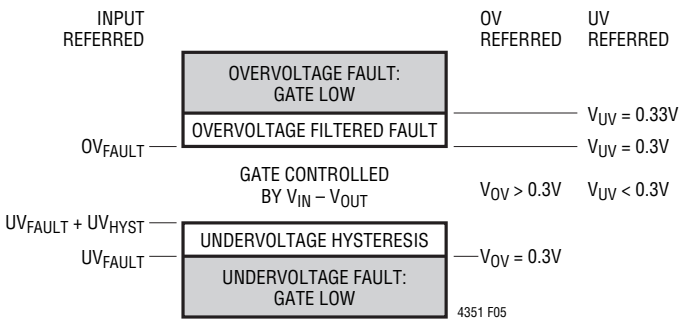 INPUT
REFERRED
OV
REFERRED
UV
REFERRED
OVERVOLTAGE FAULT:
GATE LOW
V_UV = 0.33V
OVERVOLTAGE FILTERED FAULT
OV_FAULT
V_UV = 0.3V
GATE CONTROLLED
BY V_IN – V_OUT
V_OV > 0.3V
V_UV < 0.3V
UV_FAULT + UV_HYST
UNDERVOLTAGE HYSTERESIS
UV_FAULT
V_OV = 0.3V
UNDERVOLTAGE FAULT:
GATE LOW
4351 F05